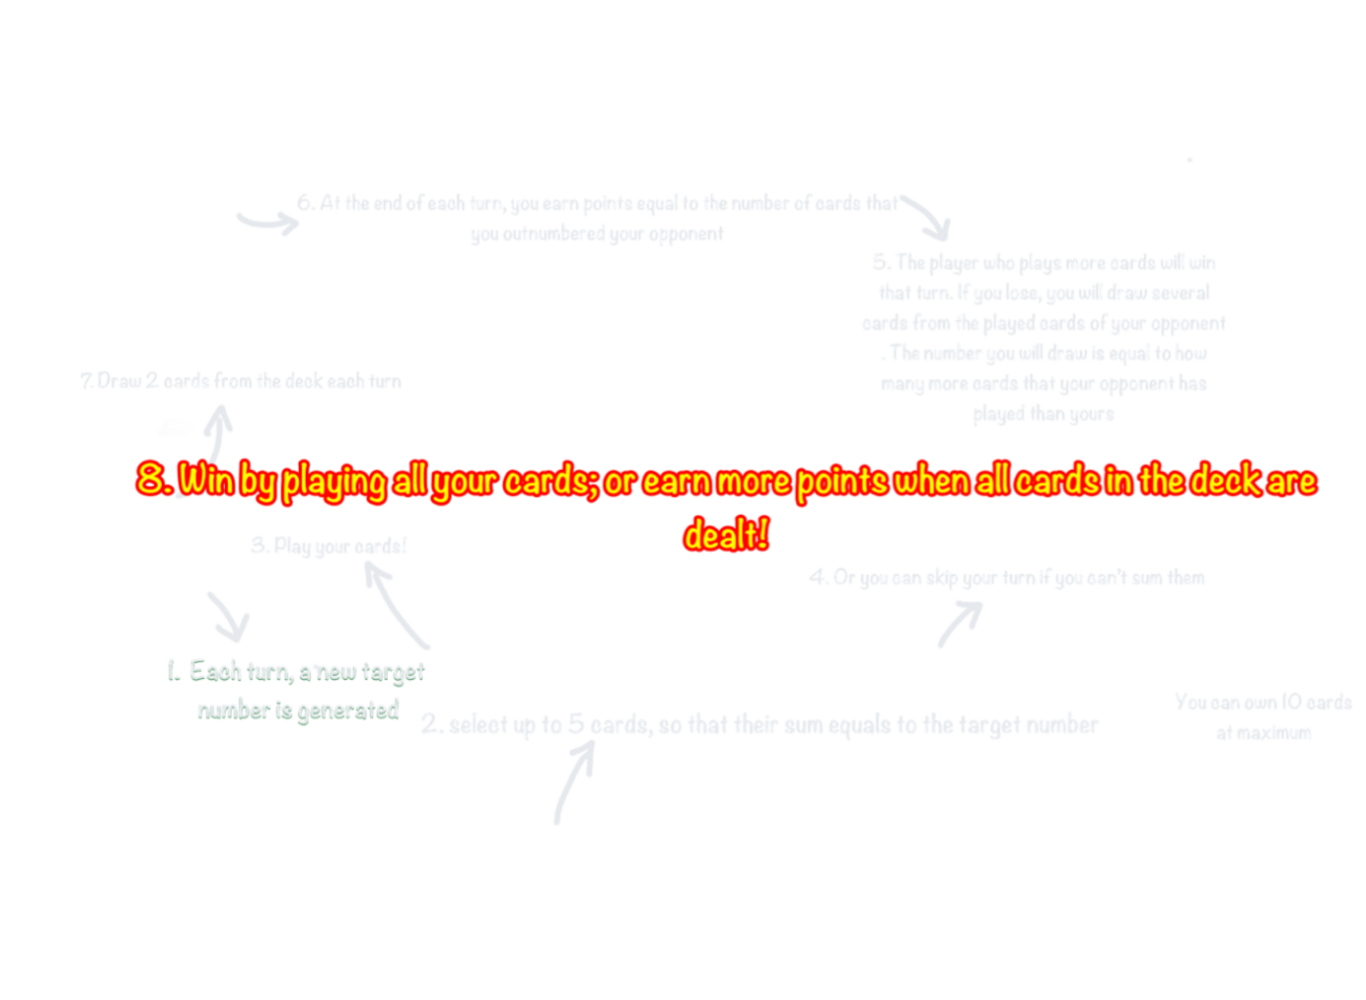 6. At the end of each turn, you earn points equal to the number of cards that
you outnumbered your opponent
5. The player who plays more cards will win
that turn. If you lose, you will draw several
cards from the played cards of your opponent
. The number you will draw is equal to how
many more cards that your opponent has
played than yours
7. Draw 2 cards from the deck each turn
8. Win by playing all your cards; or earn more points when all cards in the deck are
dealt!
3. Play your cards!
4. Or you can skip your turn if you can't sum them
1. Each turn, a new target
number is generated
2. select up to 5 cards, so that their sum equals to the target number
You can own 10 cards
at maximum